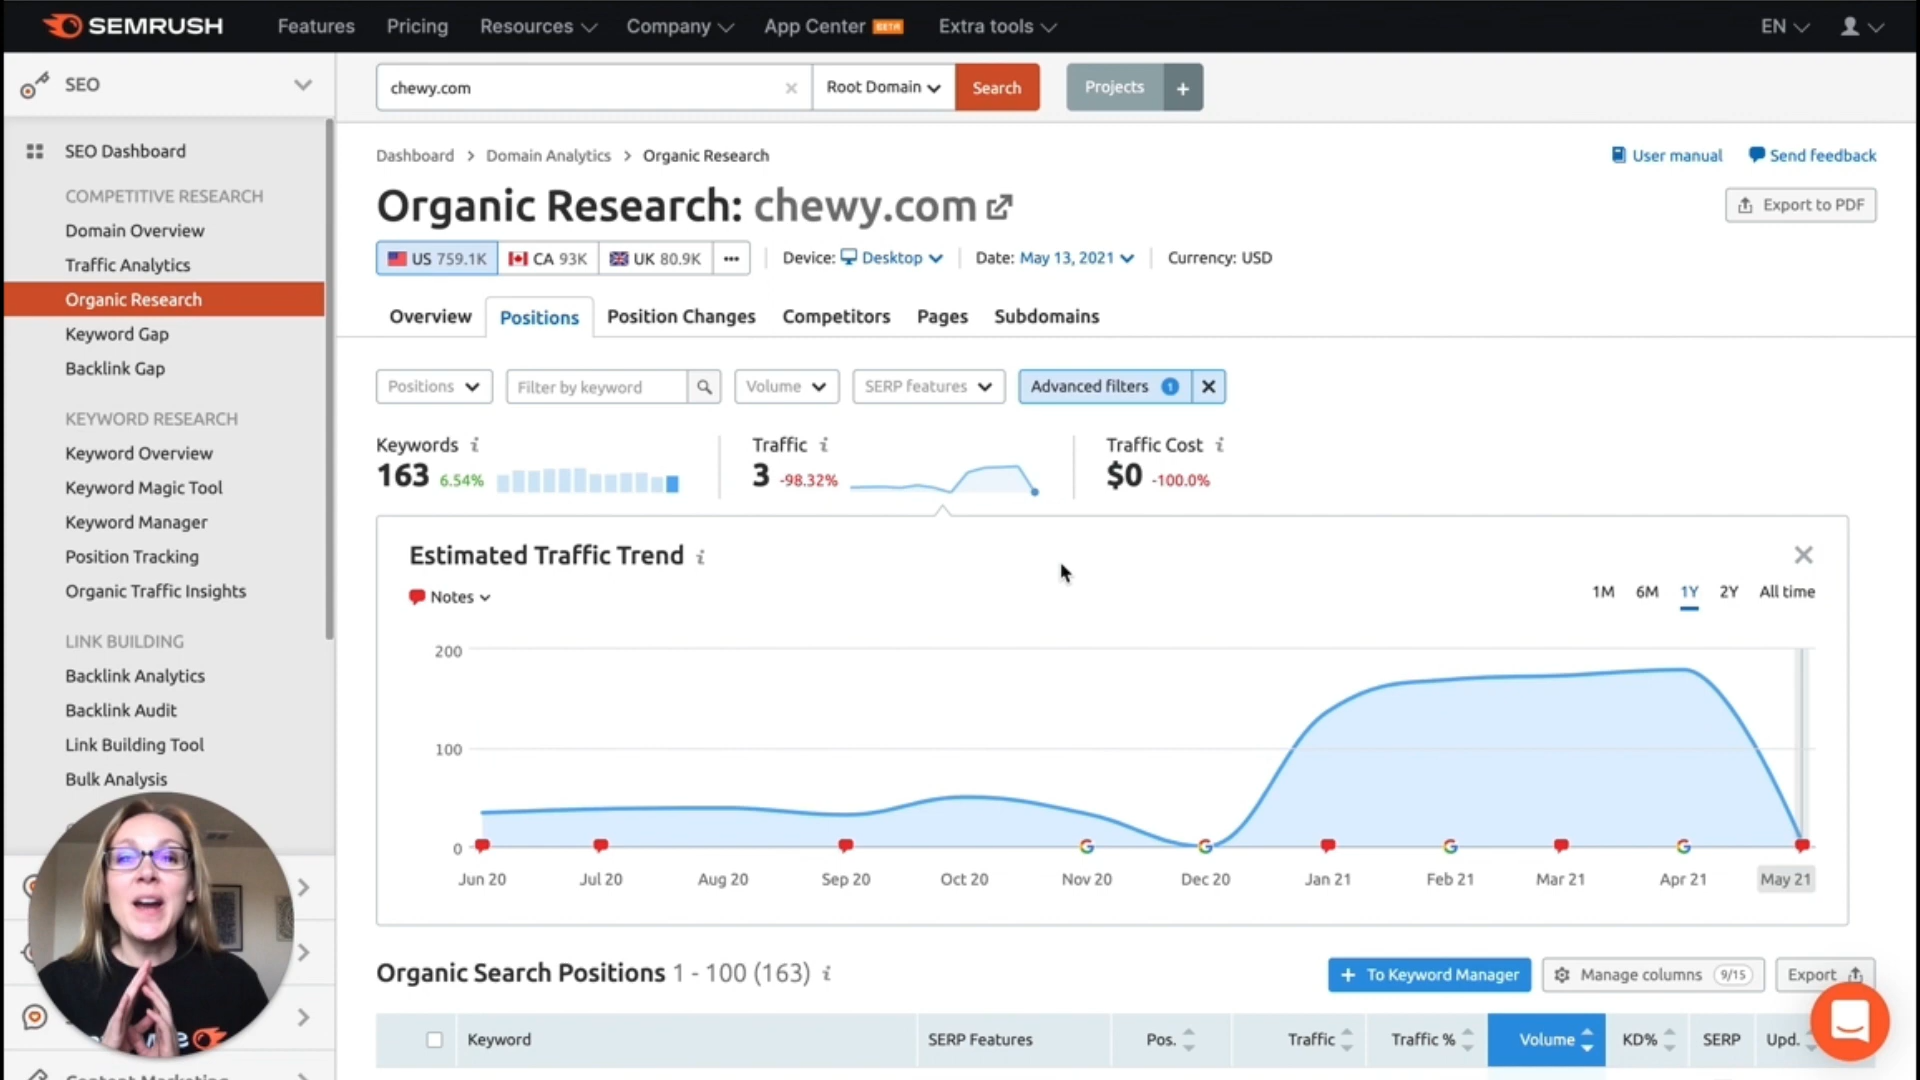 SEMRUSH Features Pricing Resources Company App Center BETA Extra tools EN
SEO
chewy.com Root Domain Search Projects +
SEO Dashboard
COMPETITIVE RESEARCH
Domain Overview
Traffic Analytics
Organic Research
Keyword Gap
Backlink Gap
KEYWORD RESEARCH
Keyword Overview
Keyword Magic Tool
Keyword Manager
Position Tracking
Organic Traffic Insights
LINK BUILDING
Backlink Analytics
Backlink Audit
Link Building Tool
Bulk Analysis
Content Marketing
Dashboard > Domain Analytics > Organic Research User manual Send feedback
Organic Research: chewy.com Export to PDF
US 759.1K CA 93K UK 80.9K ... Device: Desktop Date: May 13, 2021 Currency: USD
Overview Positions Position Changes Competitors Pages Subdomains
Positions Filter by keyword Volume SERP features Advanced filters 1
Keywords i Traffic i Traffic Cost i
163 6.54% 3 -98.32% $0 -100.0%
Estimated Traffic Trend i
Notes 1M 6M 1Y 2Y All time
200
100
0
Jun 20 Jul 20 Aug 20 Sep 20 Oct 20 Nov 20 Dec 20 Jan 21 Feb 21 Mar 21 Apr 21 May 21
Organic Search Positions 1 - 100 (163) i + To Keyword Manager Manage columns 9/15 Export
Keyword SERP Features Pos. Traffic Traffic % Volume KD% SERP Upd.